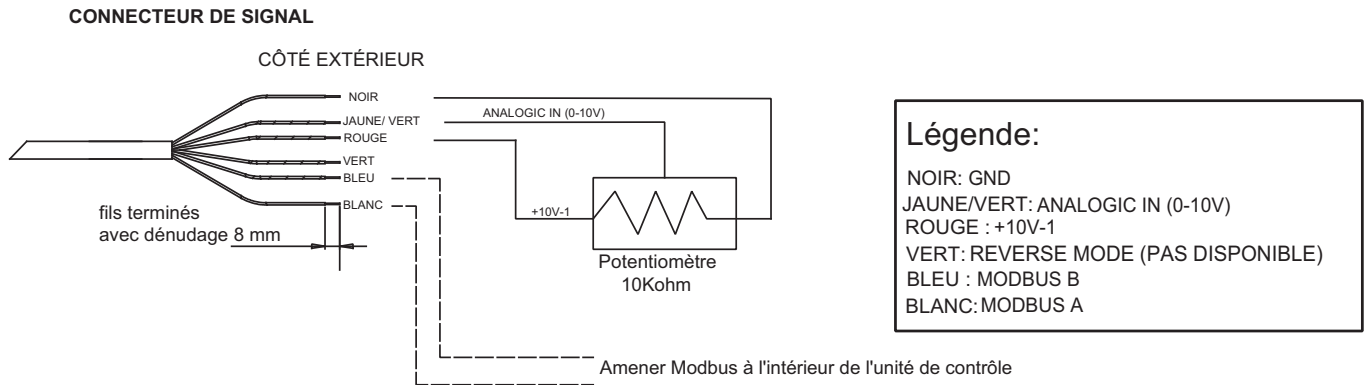 CONNECTEUR DE SIGNAL
CÔTÉ EXTÉRIEUR
NOIR
JAUNE/ VERT
ROUGE
VERT
BLEU
BLANC
ANALOGIC IN (0-10V)
+10V-1
fils terminés
avec dénudage 8 mm
Potentiomètre
10Kohm
Amener Modbus à l'intérieur de l'unité de contrôle
Légende:
NOIR: GND
JAUNE/VERT: ANALOGIC IN (0-10V)
ROUGE : +10V-1
VERT: REVERSE MODE (PAS DISPONIBLE)
BLEU : MODBUS B
BLANC: MODBUS A